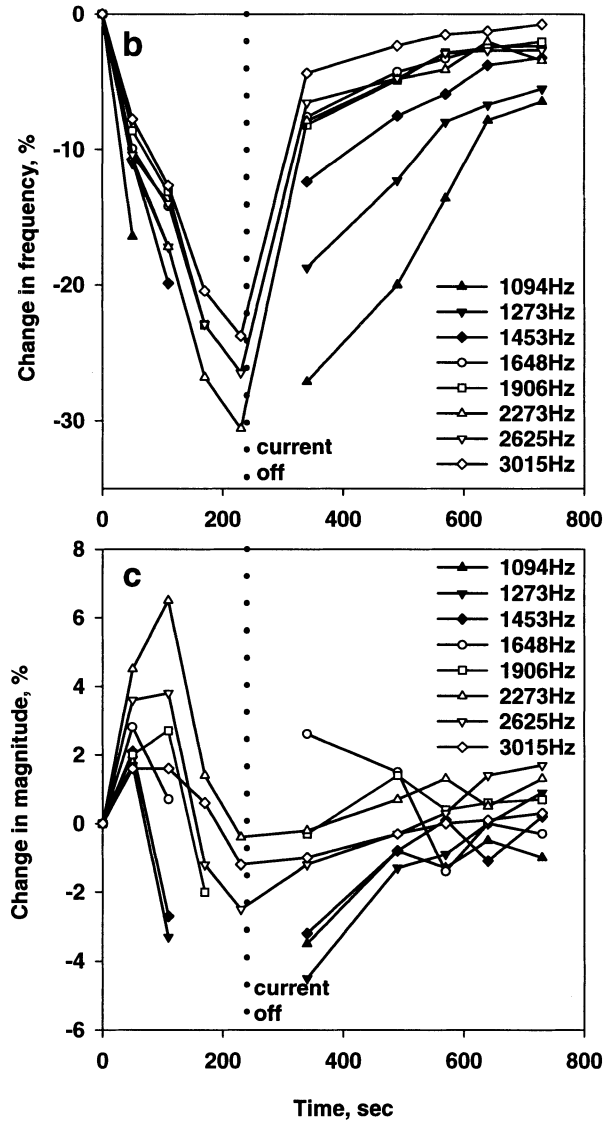 b
0
-10
-20
-30
Change in frequency, %
1094Hz
1273Hz
1453Hz
1648Hz
1906Hz
2273Hz
2625Hz
3015Hz
current
off
0 200 400 600 800
c
8
6
4
2
0
-2
-4
-6
Change in magnitude, %
1094Hz
1273Hz
1453Hz
1648Hz
1906Hz
2273Hz
2625Hz
3015Hz
current
off
0 200 400 600 800
Time, sec